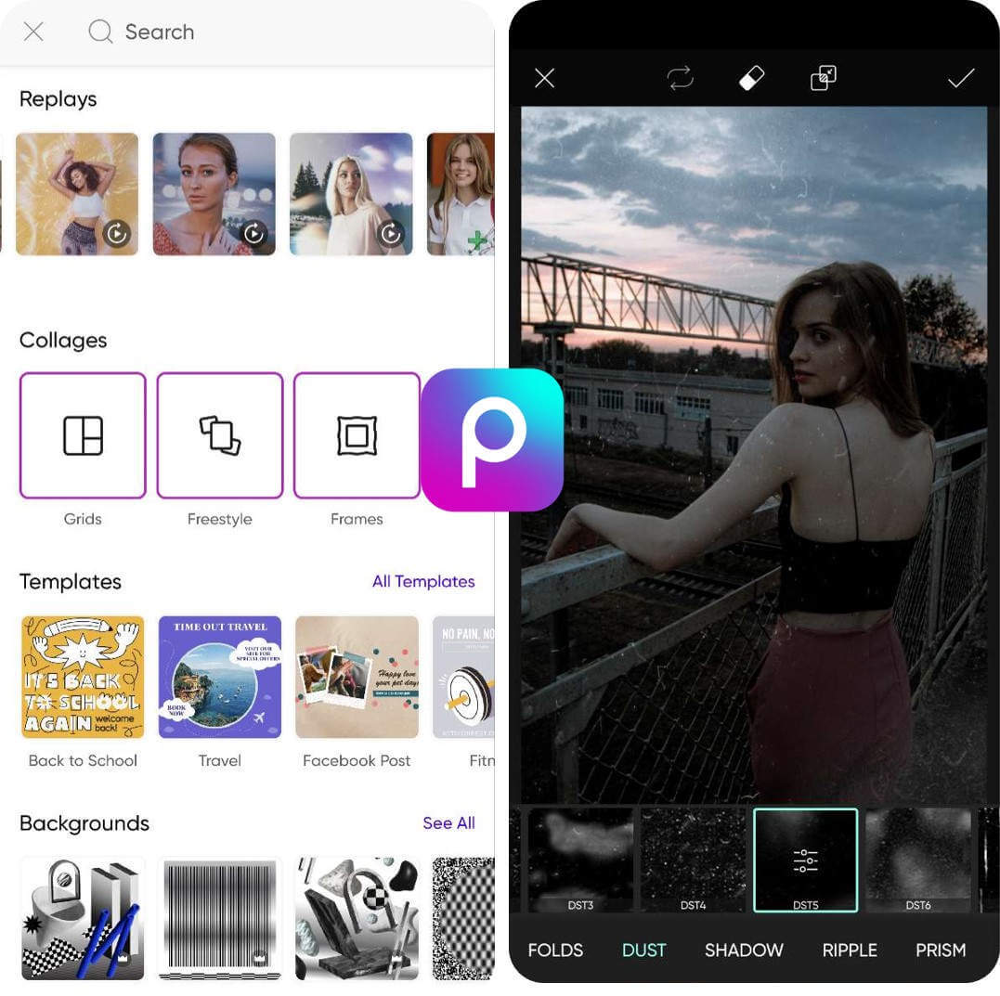 Search
Replays
Collages
Grids
Freestyle
Frames
Templates
All Templates
IT'S BACK
TO SCHOOL
AGAIN
welcome
back!
TIME OUT TRAVEL
VISIT OUR
SITE FOR
SPECIAL OFFERS
BOOK
NOW
Happy love
your pet day!
NO PAIN, NO
Back to School
Travel
Facebook Post
Fitn
Backgrounds
See All
DST3
DST4
DST5
DST6
FOLDS
DUST
SHADOW
RIPPLE
PRISM